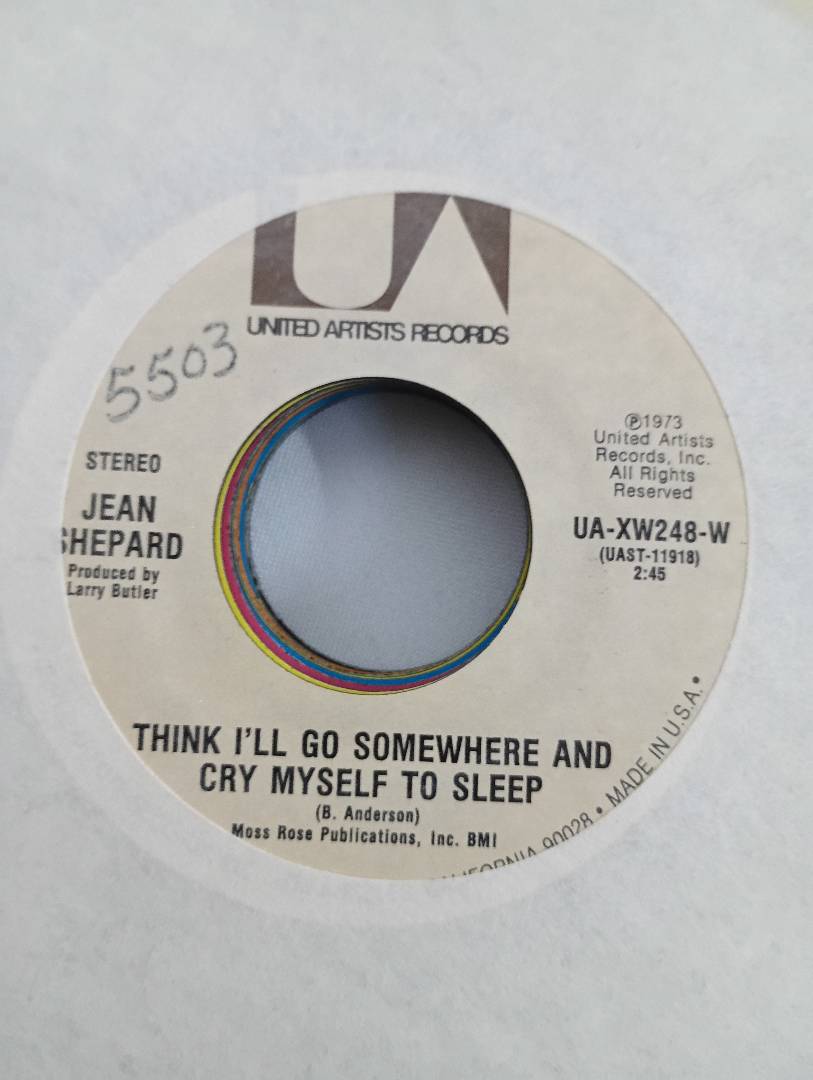 UA
UNITED ARTISTS RECORDS
5503
STEREO
JEAN
SHEPARD
Produced by
Larry Butler
℗1973
United Artists
Records, Inc.
All Rights
Reserved
UA-XW248-W
(UAST-11918)
2:45
THINK I'LL GO SOMEWHERE AND
CRY MYSELF TO SLEEP
(B. Anderson)
Moss Rose Publications, Inc. BMI
CALIFORNIA 90028 • MADE IN U.S.A. •